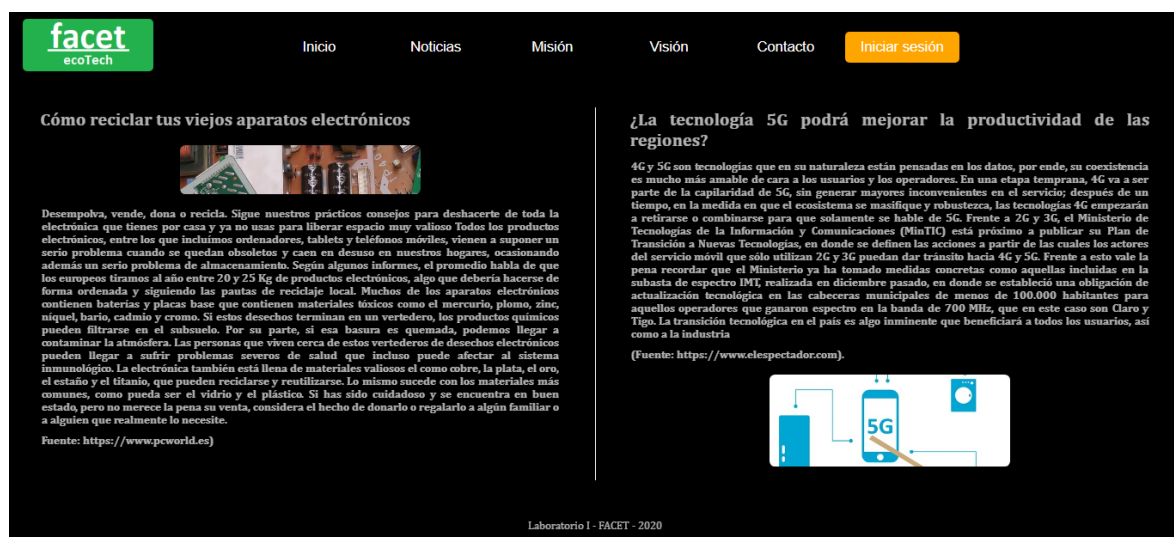 facet
ecoTech
Inicio
Noticias
Misión
Visión
Contacto
Iniciar sesión
Cómo reciclar tus viejos aparatos electrónicos
Desempolva, vende, dona o recicla. Sigue nuestros prácticos consejos para deshacerte de toda la
electrónica que tienes por casa y ya no usas para liberar espacio muy valioso Todos los productos
electrónicos, entre los que incluimos ordenadores, tablets y teléfonos móviles, vienen a suponer un
serio problema cuando se quedan obsoletos y caen en desuso en nuestros hogares, ocasionando
además un serio problema de almacenamiento. Según algunos informes, el promedio habla de que
los europeos tiramos al año entre 20 y 25 Kg de productos electrónicos, algo que debería hacerse de
forma ordenada y siguiendo las pautas de reciclaje local. Muchos de los aparatos electrónicos
contienen baterías y placas base que contienen materiales tóxicos como el mercurio, plomo, zinc,
níquel, bario, cadmio y cromo. Si estos desechos terminan en un vertedero, los productos químicos
pueden filtrarse en el subsuelo. Por su parte, si esa basura es quemada, podemos llegar a
contaminar la atmósfera. Las personas que viven cerca de estos vertederos de desechos electrónicos
pueden llegar a sufrir problemas severos de salud que incluso puede afectar al sistema
inmunológico. La electrónica también está llena de materiales valiosos el como cobre, la plata, el oro,
el estaño y el titanio, que pueden reciclarse y reutilizarse. Lo mismo sucede con los materiales más
comunes, como pueda ser el vidrio y el plástico. Si has sido cuidadoso y se encuentra en buen
estado, pero no merece la pena su venta, considera el hecho de donarlo o regalarlo a algún familiar o
a alguien que realmente lo necesite.
Fuente: https://www.pcworld.es)
¿La tecnología 5G podrá mejorar la productividad de las
regiones?
4G y 5G son tecnologías que en su naturaleza están pensadas en los datos, por ende, su coexistencia
es mucho más amable de cara a los usuarios y los operadores. En una etapa temprana, 4G va a ser
parte de la capilaridad de 5G, sin generar mayores inconvenientes en el servicio; después de un
tiempo, en la medida en que el ecosistema se masifique y robustezca, las tecnologías 4G empezarán
a retirarse o combinarse para que solamente se hable de 5G. Frente a 2G y 3G, el Ministerio de
Tecnologías de la Información y Comunicaciones (MinTIC) está próximo a publicar su Plan de
Transición a Nuevas Tecnologías, en donde se definen las acciones a partir de las cuales los actores
del servicio móvil que sólo utilizan 2G y 3G puedan dar tránsito hacia 4G y 5G. Frente a esto vale la
pena recordar que el Ministerio ya ha tomado medidas concretas como aquellas incluidas en la
subasta de espectro IMT, realizada en diciembre pasado, en donde se estableció una obligación de
actualización tecnológica en las cabeceras municipales de menos de 100.000 habitantes para
aquellos operadores que ganaron espectro en la banda de 700 MHz, que en este caso son Claro y
Tigo. La transición tecnológica en el país es algo inminente que beneficiará a todos los usuarios, así
como a la industria
(Fuente: https://www.elespectador.com).
5G
Laboratorio I - FACET - 2020